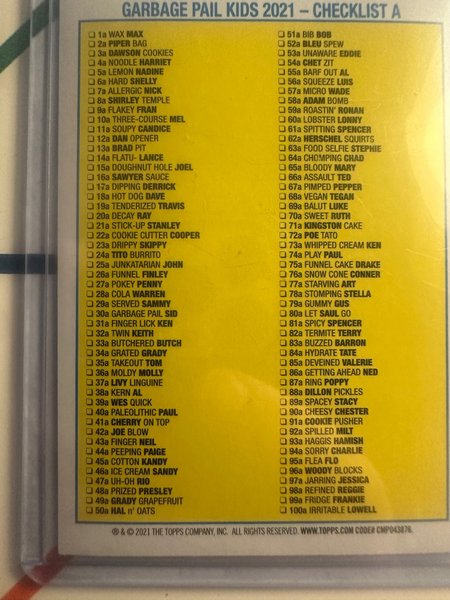 GARBAGE PAIL KIDS 2021 – CHECKLIST A
1a WAX MAX
2a PIPER BAG
3a DAWSON COOKIES
4a NOODLE HARRIET
5a LEMON NADINE
6a HARD SHELLY
7a ALLERGIC NICK
8a SHIRLEY TEMPLE
9a FLAKEY FRAN
10a THREE-COURSE MEL
11a SOUPY CANDICE
12a DAN OPENER
13a BRAD PIT
14a FLATU- LANCE
15a DOUGHNUT HOLE JOEL
16a SAWYER SAUCE
17a DIPPING DERRICK
18a HOT DOG DAVE
19a TENDERIZED TRAVIS
20a DECAY RAY
21a STICK-UP STANLEY
22a COOKIE CUTTER COOPER
23a DRIPPY SKIPPY
24a TITO BURRITO
25a JUNKATARIAN JOHN
26a FUNNEL FINLEY
27a POKEY PENNY
28a COLA WARREN
29a SERVED SAMMY
30a GARBAGE PAIL SID
31a FINGER LICK KEN
32a TWIN KEITH
33a BUTCHERED BUTCH
34a GRATED GRADY
35a TAKEOUT TOM
36a MOLDY MOLLY
37a LIVY LINGUINE
38a KERN AL
39a WES QUICK
40a PALEOLITHIC PAUL
41a CHERRY ON TOP
42a JOE BLOW
43a FINGER NEIL
44a PEEPING PAIGE
45a COTTON KANDY
46a ICE CREAM SANDY
47a UH-OH RIO
48a PRIZED PRESLEY
49a GRADY GRAPEFRUIT
50a HAL n' OATS
51a BIB BOB
52a BLEU SPEW
53a UNAWARE EDDIE
54a CHET ZIT
55a BARF OUT AL
56a SQUEEZE LUIS
57a MICRO WADE
58a ADAM BOMB
59a ROASTIN' RONAN
60a LOBSTER LONNY
61a SPITTING SPENCER
62a HERSCHEL SQUIRTS
63a FOOD SELFIE STEPHIE
64a CHOMPING CHAD
65a BLOODY MARY
66a ASSAULT TED
67a PIMPED PEPPER
68a VEGAN TEGAN
69a BALUT LUKE
70a SWEET RUTH
71a KINGSTON CAKE
72a POE TATO
73a WHIPPED CREAM KEN
74a PLAY PAUL
75a FUNNEL CAKE DRAKE
76a SNOW CONE CONNER
77a STARVING ART
78a STOMPING STELLA
79a GUMMY GUS
80a LET SAUL GO
81a SPICY SPENCER
82a TERMITE TERRY
83a BUZZED BARRON
84a HYDRATE TATE
85a DEVEINED VALERIE
86a GETTING AHEAD NED
87a RING POPPY
88a DILLON PICKLES
89a SPACEY STACY
90a CHEESY CHESTER
91a COOKIE PUSHER
92a SPILLED MILT
93a HAGGIS HAMISH
94a SORRY CHARLIE
95a FLEA FLO
96a WOODY BLOCKS
97a JARRING JESSICA
98a REFINED REGGIE
99a FRIDGE FRANKIE
100a IRRITABLE LOWELL
® & © 2021 THE TOPPS COMPANY, INC. ALL RIGHTS RESERVED. WWW.TOPPS.COM CODE# CMP043876.